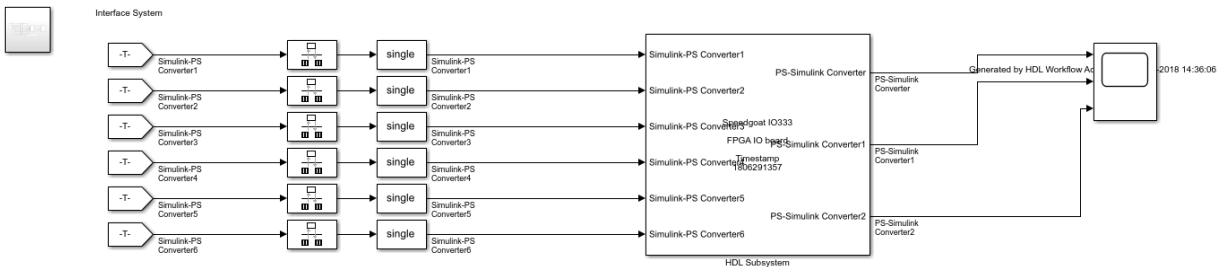 Interface System
-T-
Simulink-PS
Converter1
single
Simulink-PS
Converter1
Simulink-PS Converter1
-T-
Simulink-PS
Converter2
single
Simulink-PS
Converter2
Simulink-PS Converter2
-T-
Simulink-PS
Converter3
single
Simulink-PS
Converter3
Simulink-PS Converter3
-T-
Simulink-PS
Converter4
single
Simulink-PS
Converter4
Simulink-PS Converter4
-T-
Simulink-PS
Converter5
single
Simulink-PS
Converter5
Simulink-PS Converter5
-T-
Simulink-PS
Converter6
single
Simulink-PS
Converter6
Simulink-PS Converter6
Speedgoat IO333
FPGA IO board
Timestamp
1806291357
PS-Simulink Converter
PS-Simulink Converter1
PS-Simulink Converter2
HDL Subsystem
PS-Simulink
Converter
PS-Simulink
Converter1
PS-Simulink
Converter2
Generated by HDL Workflow -2018 14:36:06